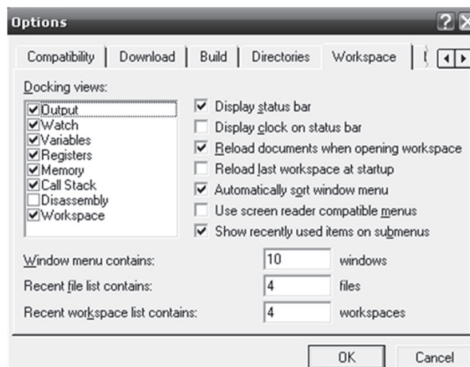 Options
Compatibility Download Build Directories Workspace
Docking views:
Output
Watch
Variables
Registers
Memory
Call Stack
Disassembly
Workspace
Display status bar
Display clock on status bar
Reload documents when opening workspace
Reload last workspace at startup
Automatically sort window menu
Use screen reader compatible menus
Show recently used items on submenus
Window menu contains: 10 windows
Recent file list contains: 4 files
Recent workspace list contains: 4 workspaces
OK Cancel